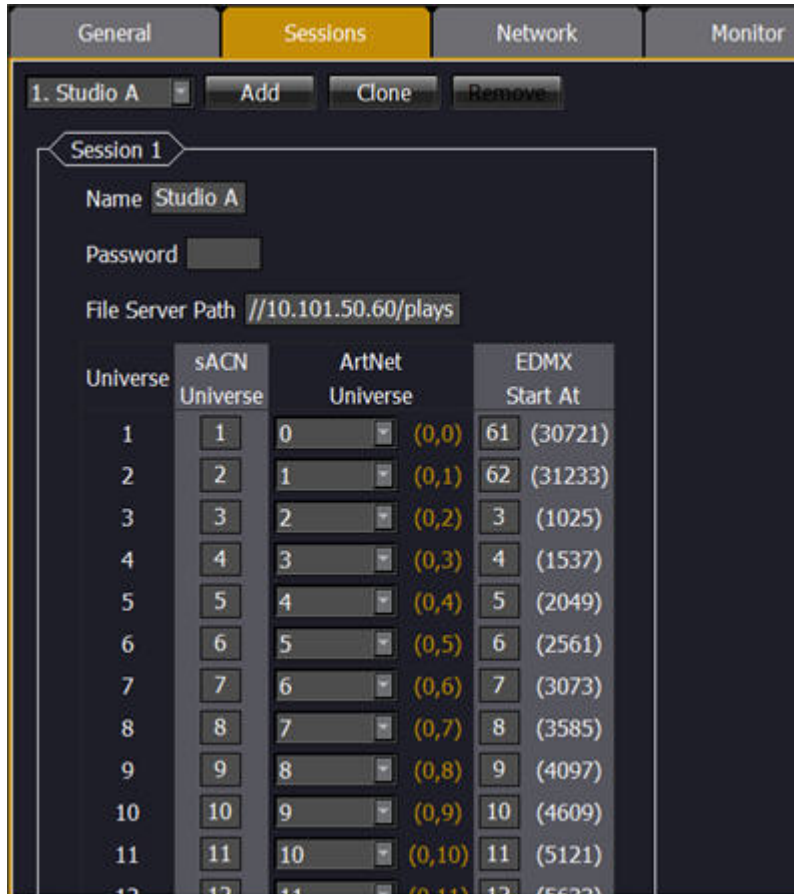 General Sessions Network Monitor
1. Studio A Add Clone Remove
Session 1
Name Studio A
Password
File Server Path //10.101.50.60/plays
Universe sACN Universe ArtNet Universe EDMX Start At
1 1 0 (0,0) 61 (30721)
2 2 1 (0,1) 62 (31233)
3 3 2 (0,2) 3 (1025)
4 4 3 (0,3) 4 (1537)
5 5 4 (0,4) 5 (2049)
6 6 5 (0,5) 6 (2561)
7 7 6 (0,6) 7 (3073)
8 8 7 (0,7) 8 (3585)
9 9 8 (0,8) 9 (4097)
10 10 9 (0,9) 10 (4609)
11 11 10 (0,10) 11 (5121)